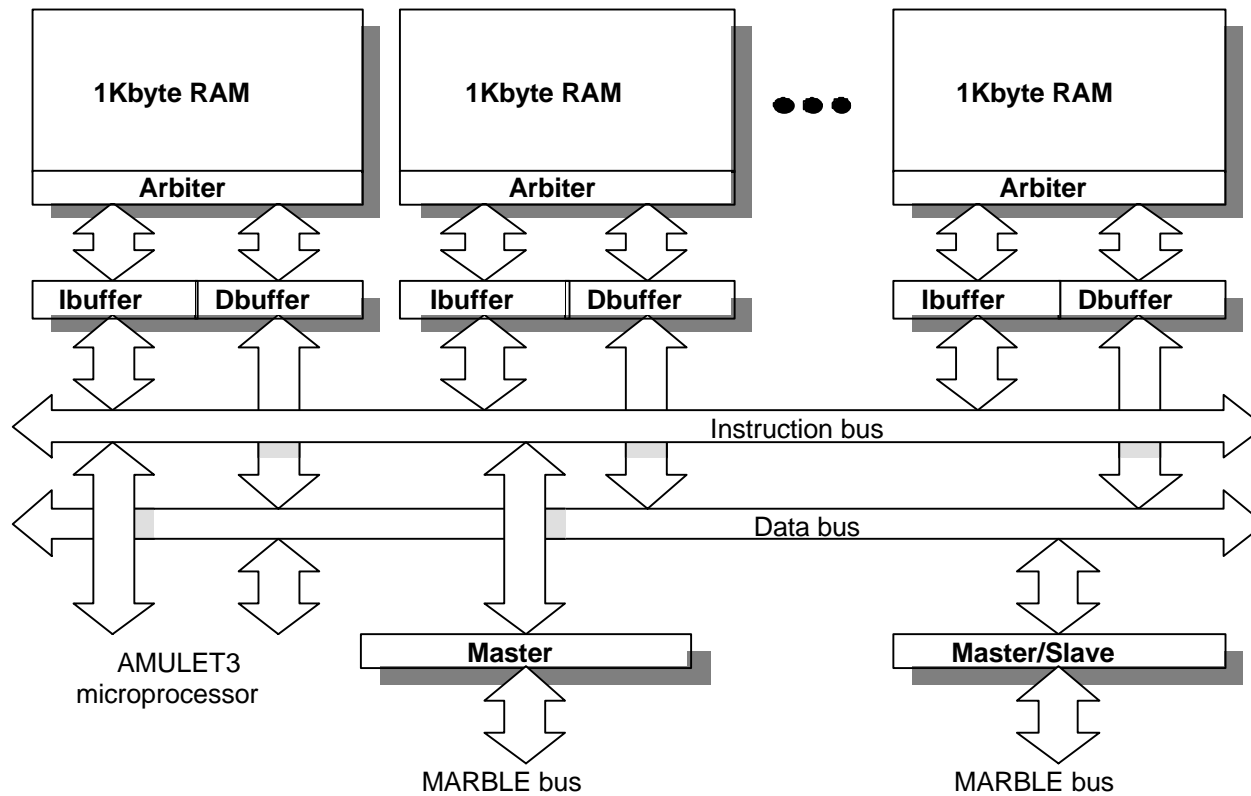 1Kbyte RAM
1Kbyte RAM
1Kbyte RAM
Arbiter
Arbiter
Arbiter
Ibuffer
Dbuffer
Ibuffer
Dbuffer
Ibuffer
Dbuffer
Instruction bus
Data bus
AMULET3
microprocessor
Master
Master/Slave
MARBLE bus
MARBLE bus